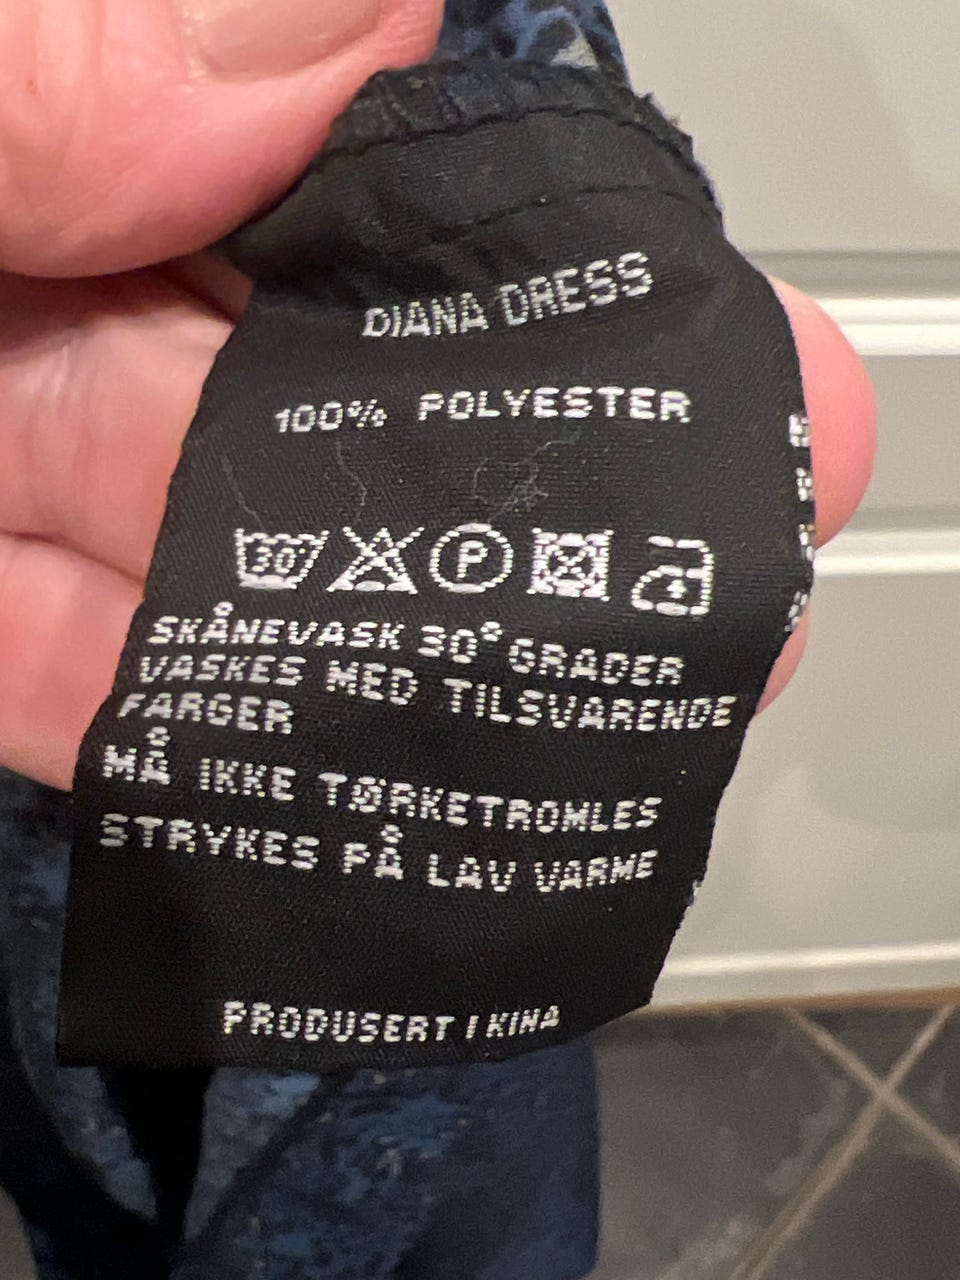 DIANA DRESS
100% POLYESTER
30° P
SKÅNEVASK 30° GRADER
VASKES MED TILSVARENDE
FARGER
MÅ IKKE TØRKETROMLES
STRYKES PÅ LAV VARME
PRODUSERT I KINA